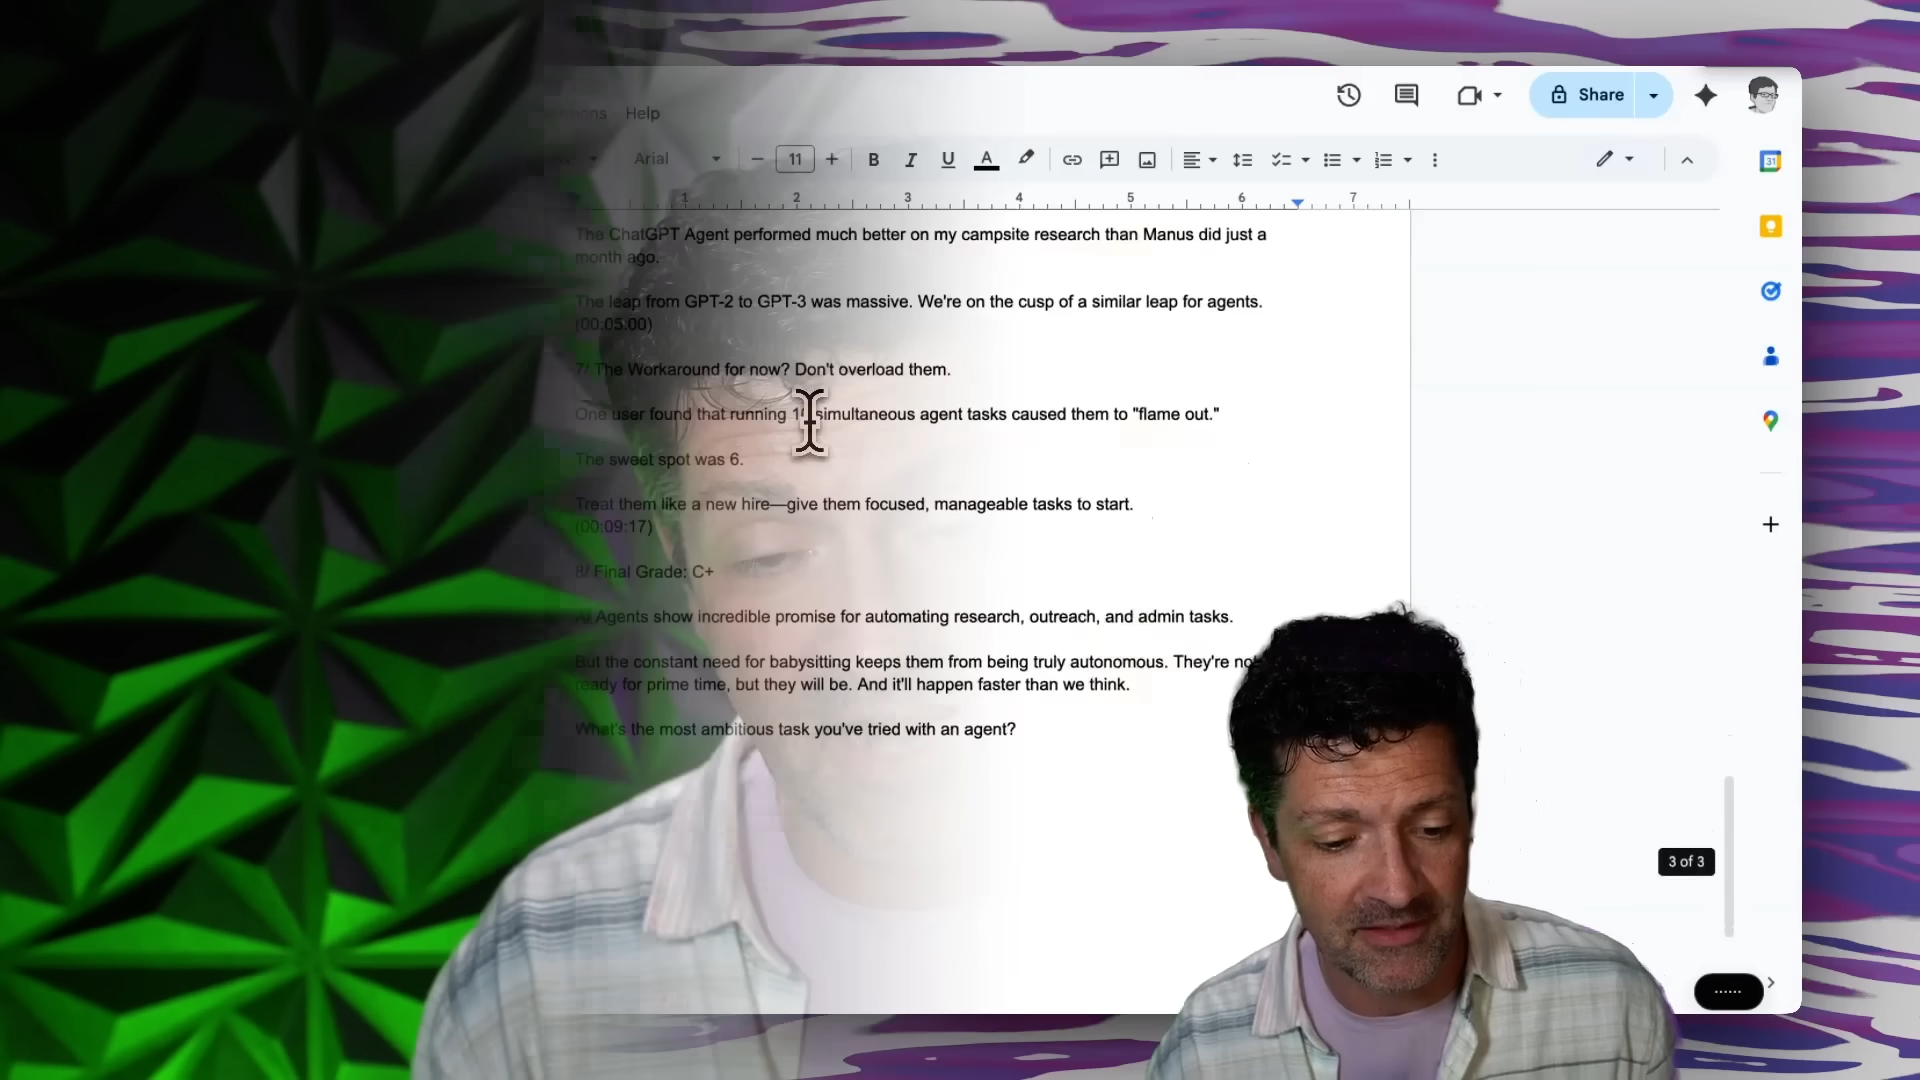 Share
Help
Arial
11
B I U A
31
1 2 3 4 5 6 7
The ChatGPT Agent performed much better on my campsite research than Manus did just a
month ago.
The leap from GPT-2 to GPT-3 was massive. We're on the cusp of a similar leap for agents.
(00:05:00)
7/ The Workaround for now? Don't overload them.
One user found that running simultaneous agent tasks caused them to "flame out."
The sweet spot was 6.
Treat them like a new hire—give them focused, manageable tasks to start.
(00:09:17)
8/ Final Grade: C+
AI Agents show incredible promise for automating research, outreach, and admin tasks.
But the constant need for babysitting keeps them from being truly autonomous. They're not
ready for prime time, but they will be. And it'll happen faster than we think.
What's the most ambitious task you've tried with an agent?
3 of 3